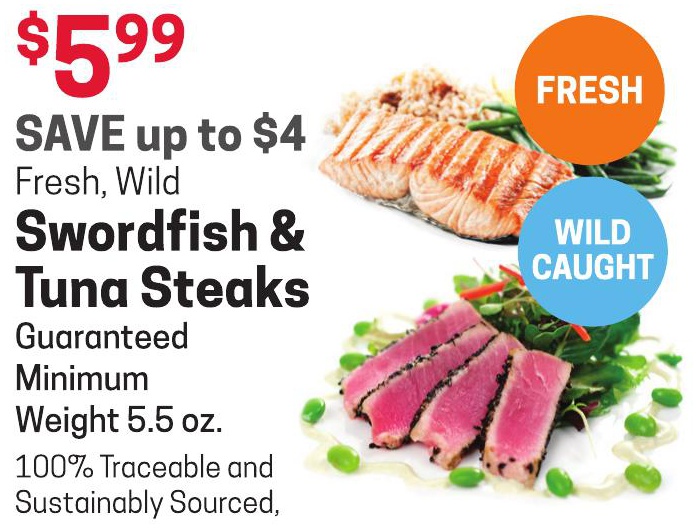 $5.99
SAVE up to $4
Fresh, Wild
Swordfish &
Tuna Steaks
Guaranteed
Minimum
Weight 5.5 oz.
100% Traceable and
Sustainably Sourced,
FRESH
WILD
CAUGHT